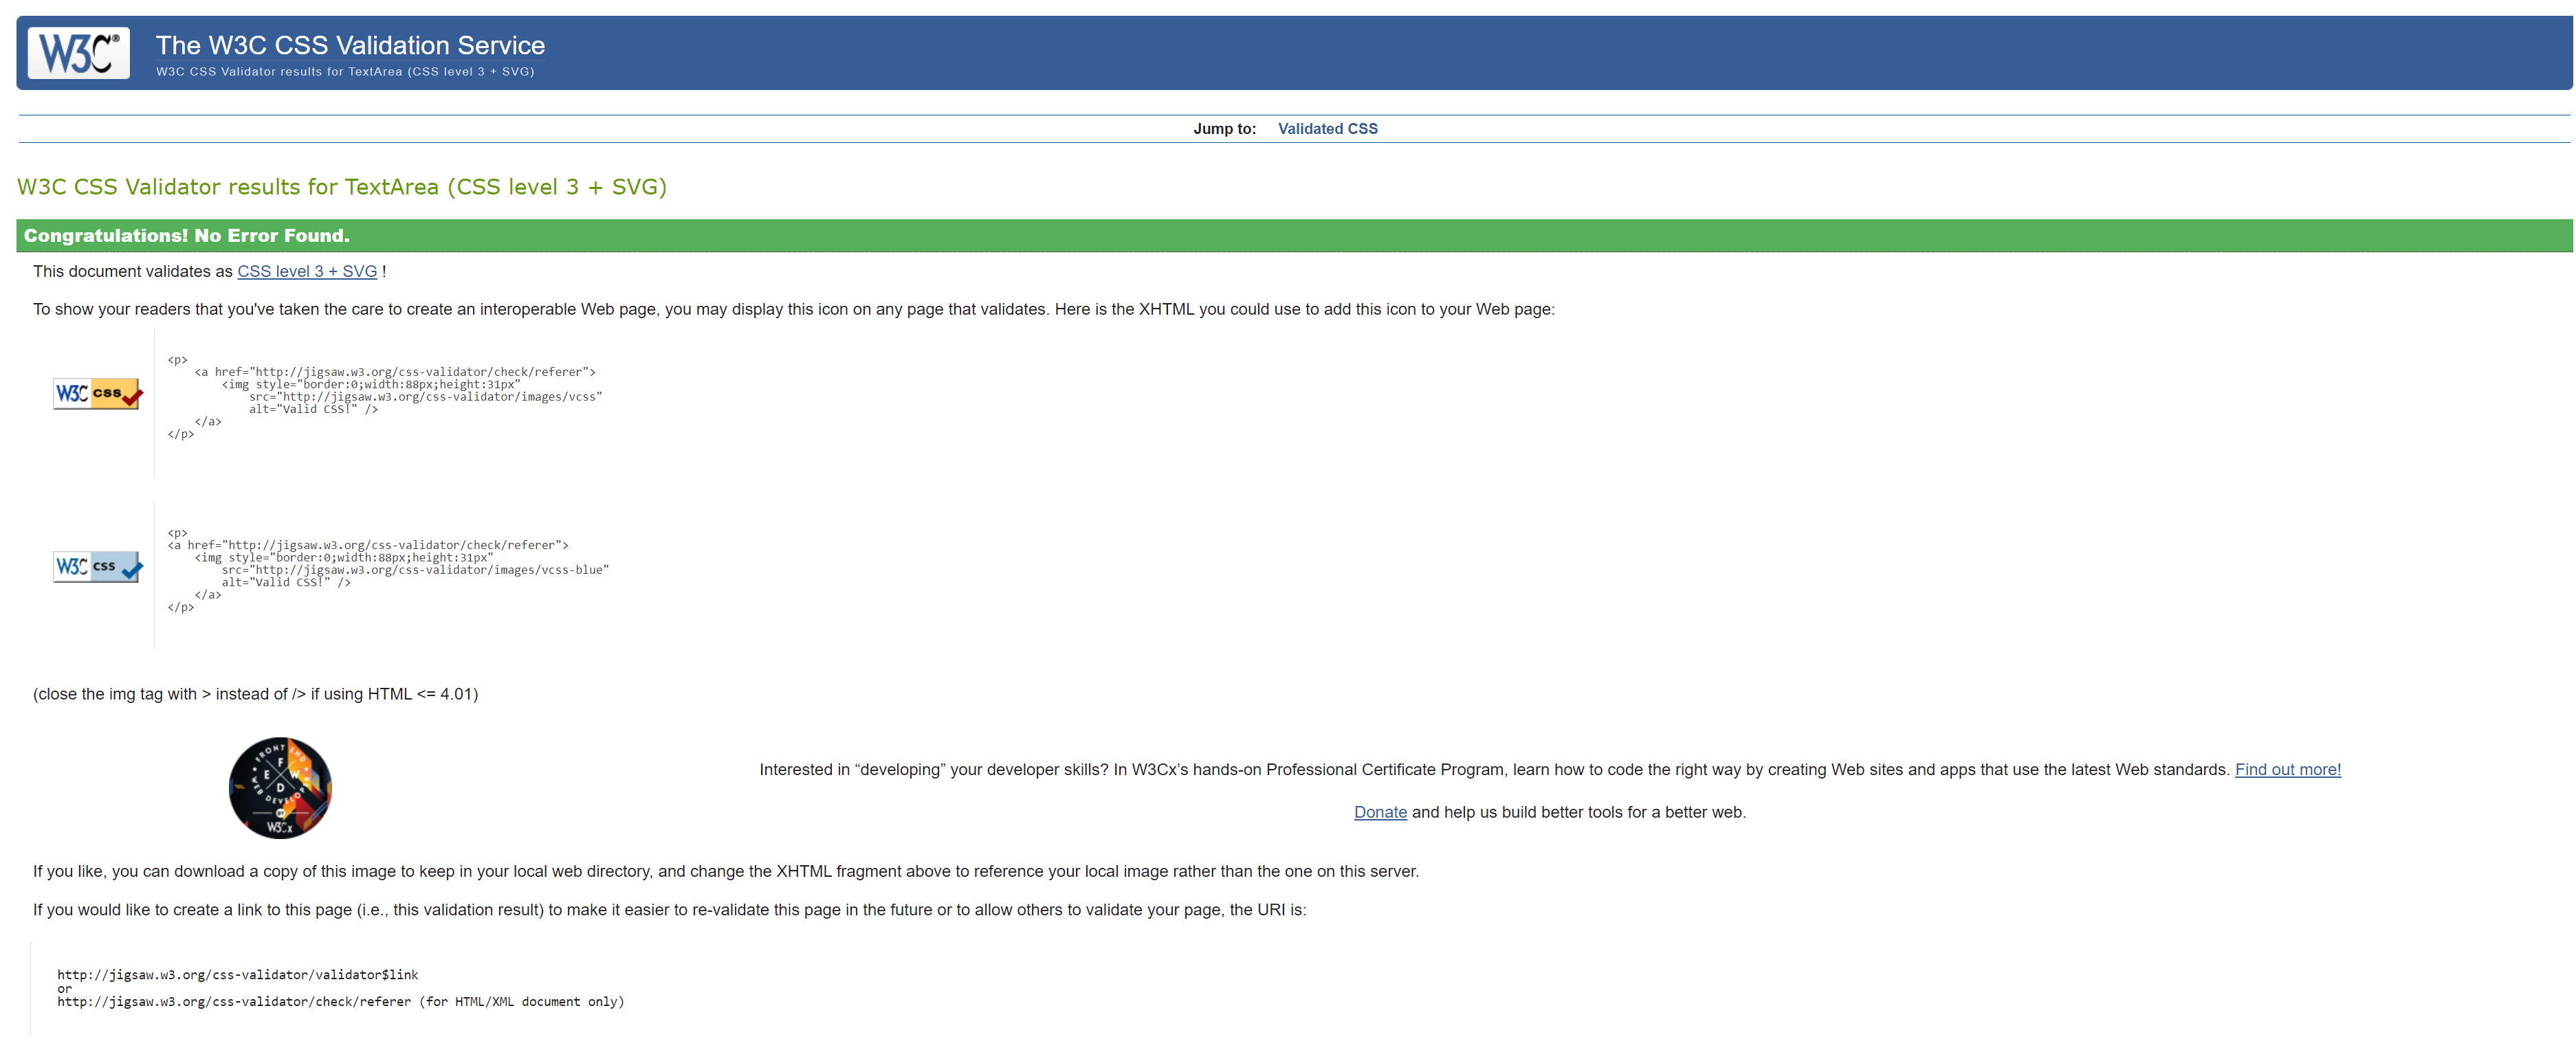 W3C®
The W3C CSS Validation Service
W3C CSS Validator results for TextArea (CSS level 3 + SVG)
Jump to: Validated CSS
W3C CSS Validator results for TextArea (CSS level 3 + SVG)
Congratulations! No Error Found.
This document validates as CSS level 3 + SVG !
To show your readers that you've taken the care to create an interoperable Web page, you may display this icon on any page that validates. Here is the XHTML you could use to add this icon to your Web page:
W3C css
<p>
<a href="http://jigsaw.w3.org/css-validator/check/referer">
<img style="border:0;width:88px;height:31px"
src="http://jigsaw.w3.org/css-validator/images/vcss"
alt="Valid CSS!" />
</a>
</p>
W3C css
<p>
<a href="http://jigsaw.w3.org/css-validator/check/referer">
<img style="border:0;width:88px;height:31px"
src="http://jigsaw.w3.org/css-validator/images/vcss-blue"
alt="Valid CSS!" />
</a>
</p>
(close the img tag with > instead of /> if using HTML <= 4.01)
FRONT END
F
E W
D
WEB DEVELOPER
W3Cx
Interested in “developing” your developer skills? In W3Cx’s hands-on Professional Certificate Program, learn how to code the right way by creating Web sites and apps that use the latest Web standards. Find out more!
Donate and help us build better tools for a better web.
If you like, you can download a copy of this image to keep in your local web directory, and change the XHTML fragment above to reference your local image rather than the one on this server.
If you would like to create a link to this page (i.e., this validation result) to make it easier to re-validate this page in the future or to allow others to validate your page, the URI is:
http://jigsaw.w3.org/css-validator/validator$link
or
http://jigsaw.w3.org/css-validator/check/referer (for HTML/XML document only)